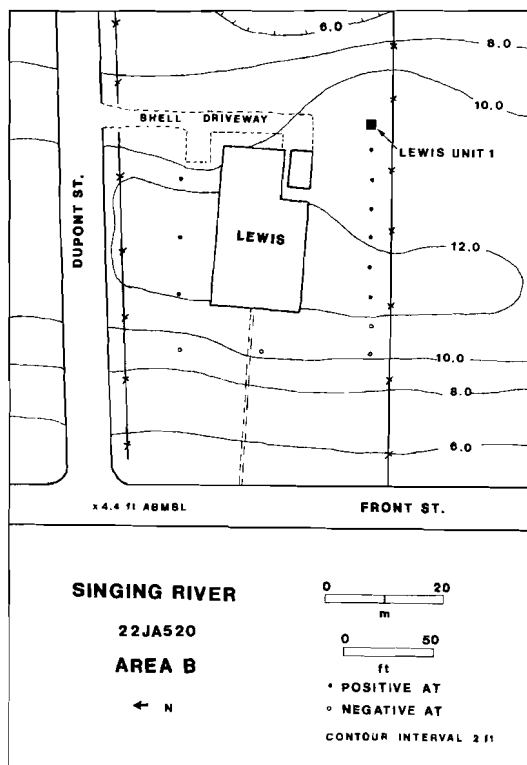 6.0
8.0
10.0
SHELL DRIVEWAY
LEWIS UNIT 1
DUPONT ST.
LEWIS
12.0
10.0
8.0
6.0
x 4.4 ft ABMSL
FRONT ST.
SINGING RIVER
22JA520
AREA B
← N
0 20
m
0 50
ft
• POSITIVE AT
○ NEGATIVE AT
CONTOUR INTERVAL 2 ft